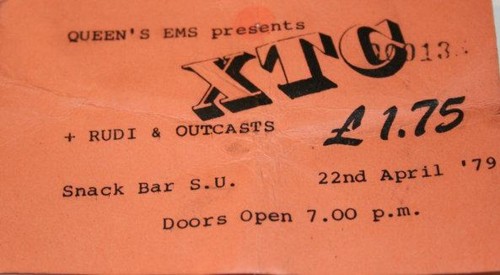 QUEEN'S EMS presents
XTC
+ RUDI & OUTCASTS
£1.75
Snack Bar S.U. 22nd April '79
Doors Open 7.00 p.m.